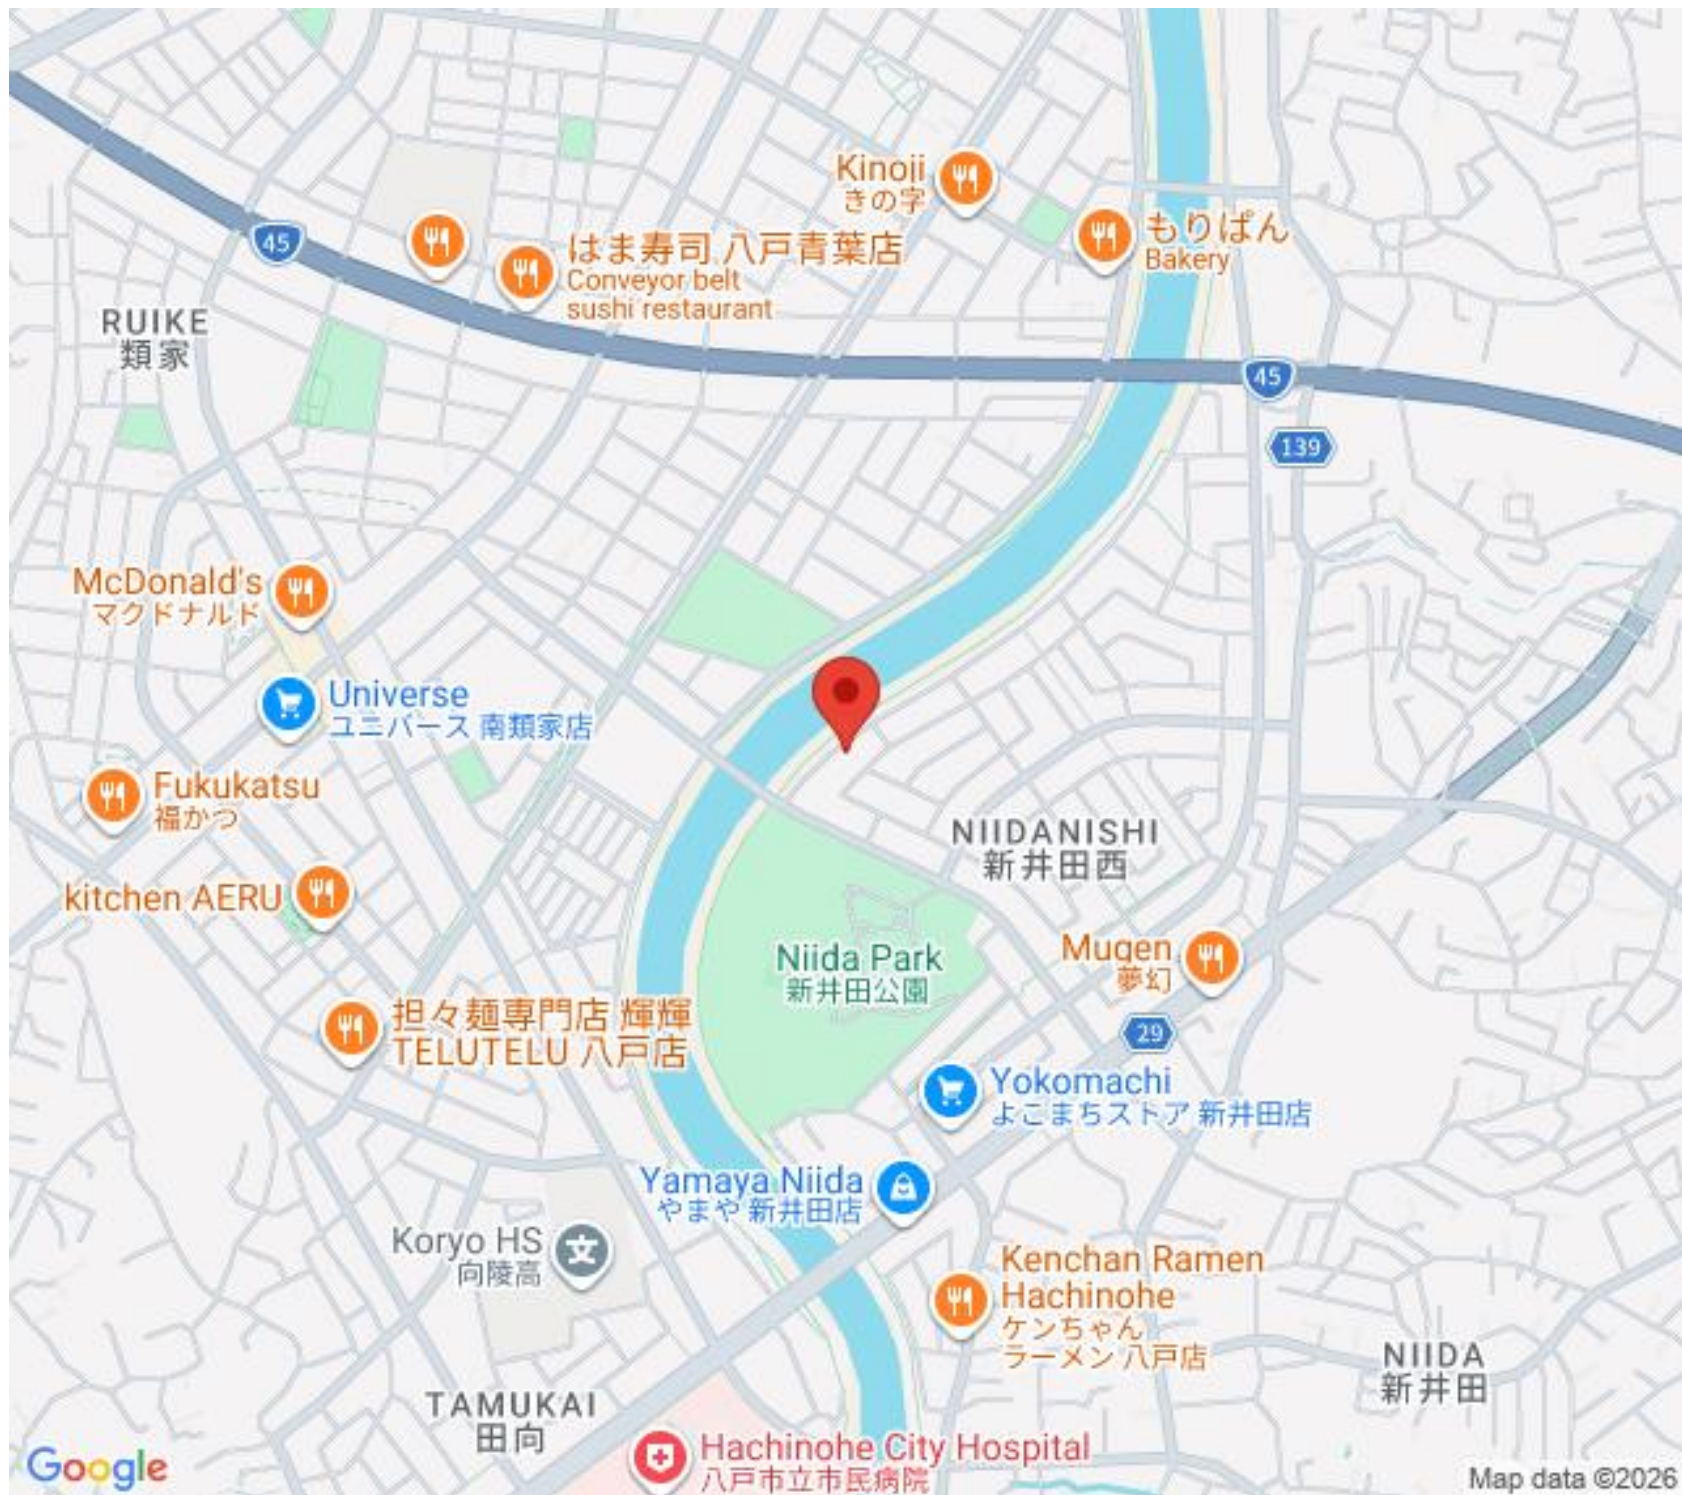 Kinoji
きの字
もりぱん
Bakery
45
はま寿司 八戸青葉店
Conveyor belt
sushi restaurant
RUIKE
類家
45
139
McDonald's
マクドナルド
Universe
ユニバース 南類家店
Fukukatsu
福かつ
NIIDANISHI
新井田西
kitchen AERU
Niida Park
新井田公園
Mugen
夢幻
担々麺専門店 輝輝
TELUTELU 八戸店
29
Yokomachi
よこまちストア 新井田店
Yamaya Niida
やまや 新井田店
Koryo HS
向陵高
文
Kenchan Ramen
Hachinohe
ケンちゃん
ラーメン 八戸店
NIIDA
新井田
TAMUKAI
田向
Hachinohe City Hospital
八戸市立市民病院
Google
Map data ©2026